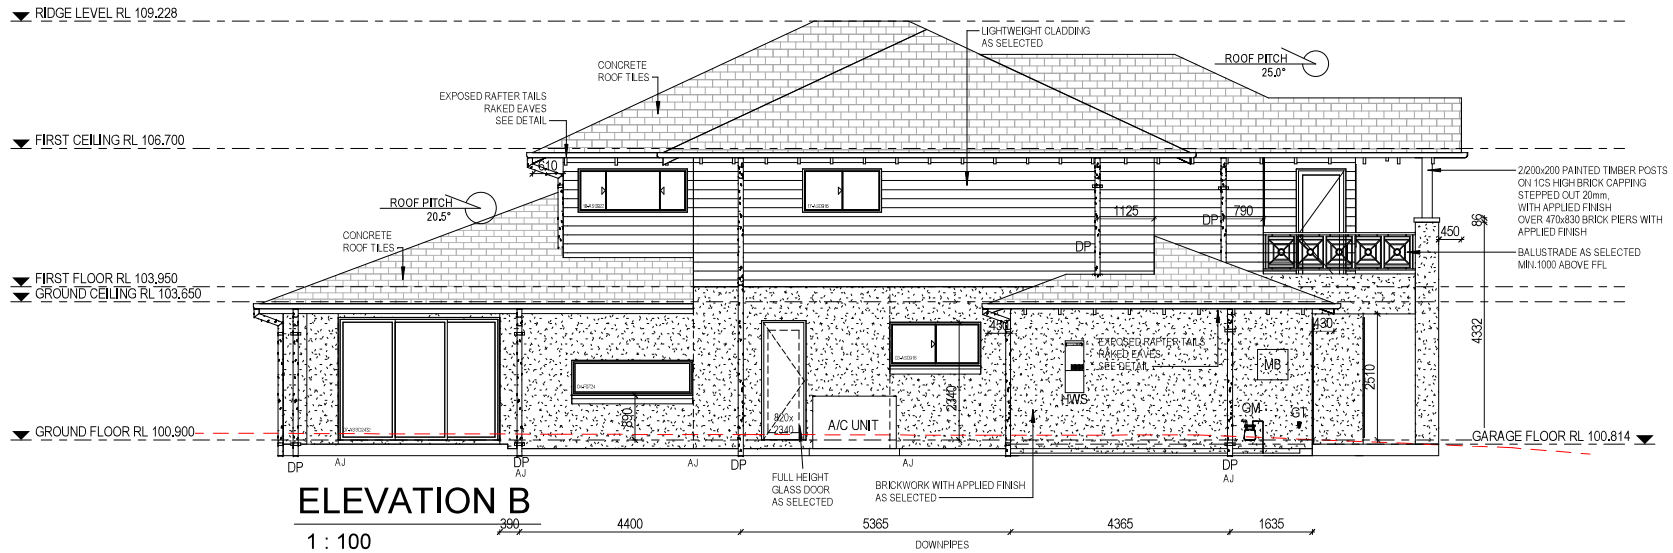 RIDGE LEVEL RL 109.228
LIGHTWEIGHT CLADDING
AS SELECTED
ROOF PITCH
25.0°
CONCRETE
ROOF TILES
EXPOSED RAFTER TAILS
RAKED EAVES
SEE DETAIL
FIRST CEILING RL 106.700
610
2/200x200 PAINTED TIMBER POSTS
ON 1CS HIGH BRICK CAPPING
STEPPED OUT 20mm,
WITH APPLIED FINISH
OVER 470x830 BRICK PIERS WITH
APPLIED FINISH
ROOF PITCH
20.5°
1125
DP
790
86
450
CONCRETE
ROOF TILES
DP
BALUSTRADE AS SELECTED
MIN.1000 ABOVE FFL
FIRST FLOOR RL 103.950
GROUND CEILING RL 103.650
430
430
4332
EXPOSED RAFTER TAILS
RAKED EAVES
SEE DETAIL
MB
2510
HWS
890
820x
2340
2340
A/C UNIT
GM
GT
GROUND FLOOR RL 100.900
GARAGE FLOOR RL 100.814
DP
AJ
DP
AJ
AJ
DP
AJ
DP
AJ
FULL HEIGHT
GLASS DOOR
AS SELECTED
BRICKWORK WITH APPLIED FINISH
AS SELECTED
ELEVATION B
1 : 100
390
4400
5365
4365
1635
DOWNPIPES